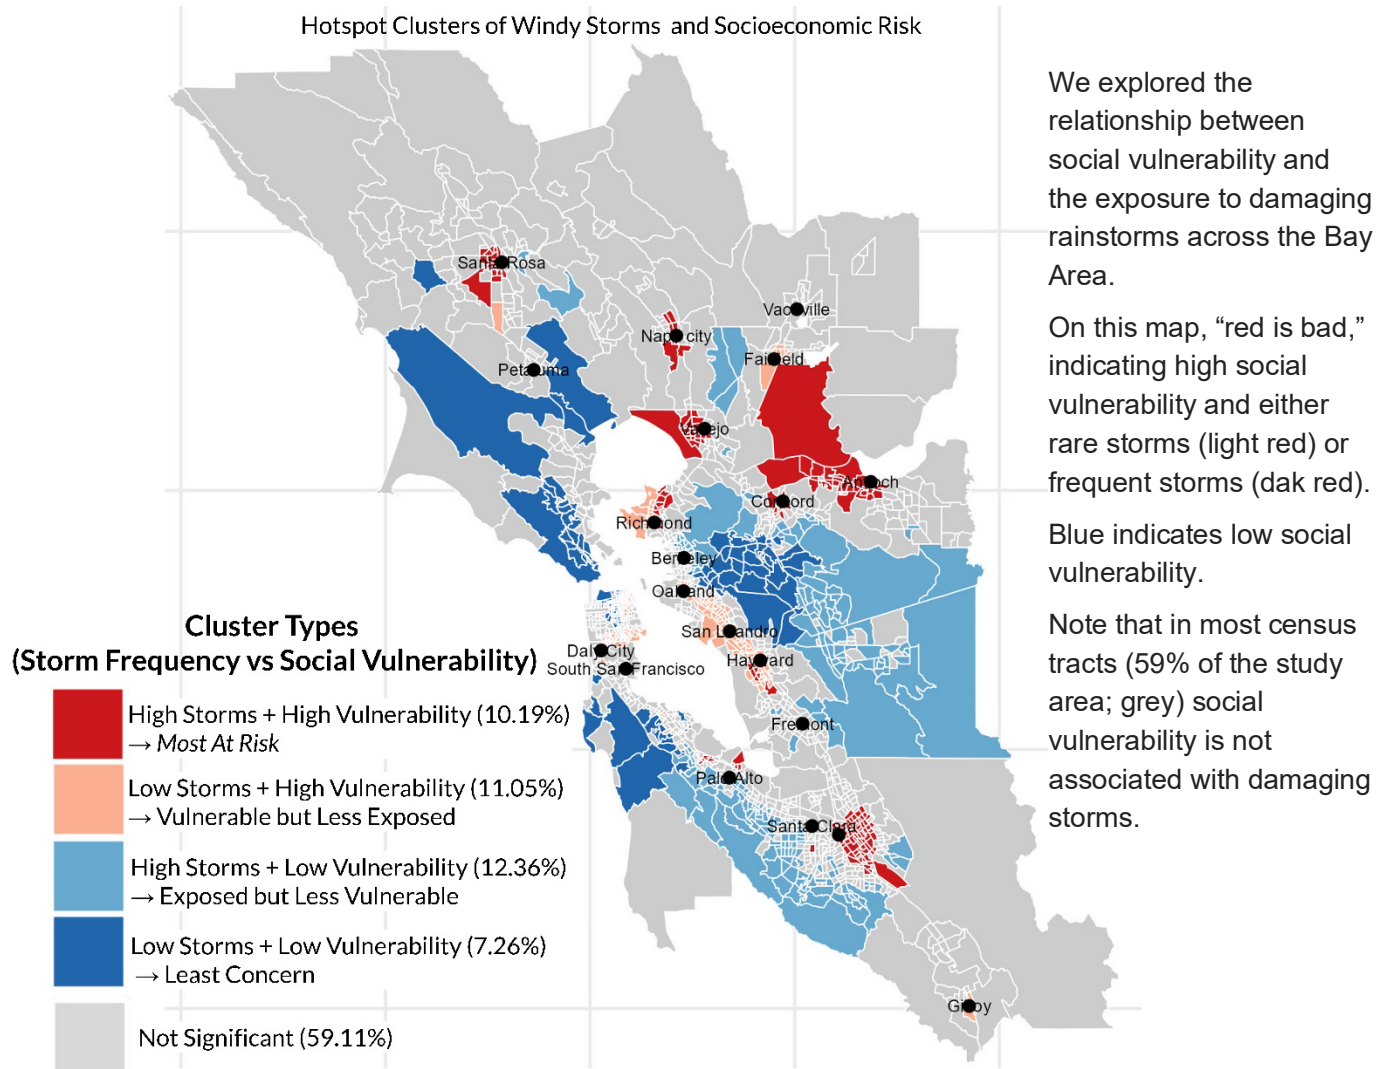 Hotspot Clusters of Windy Storms and Socioeconomic Risk
We explored the
relationship between
social vulnerability and
the exposure to damaging
rainstorms across the Bay
Area.
On this map, “red is bad,”
indicating high social
vulnerability and either
rare storms (light red) or
frequent storms (dak red).
Blue indicates low social
vulnerability.
Note that in most census
tracts (59% of the study
area; grey) social
vulnerability is not
associated with damaging
storms.
Santa Rosa
Vacaville
Napa city
Fairfield
Petaluma
Vallejo
Antioch
Concord
Richmond
Berkeley
Oakland
San Leandro
Daly City
Hayward
South San Francisco
Fremont
Palo Alto
Santa Clara
Gilroy
Cluster Types
(Storm Frequency vs Social Vulnerability)
High Storms + High Vulnerability (10.19%)
→ Most At Risk
Low Storms + High Vulnerability (11.05%)
→ Vulnerable but Less Exposed
High Storms + Low Vulnerability (12.36%)
→ Exposed but Less Vulnerable
Low Storms + Low Vulnerability (7.26%)
→ Least Concern
Not Significant (59.11%)